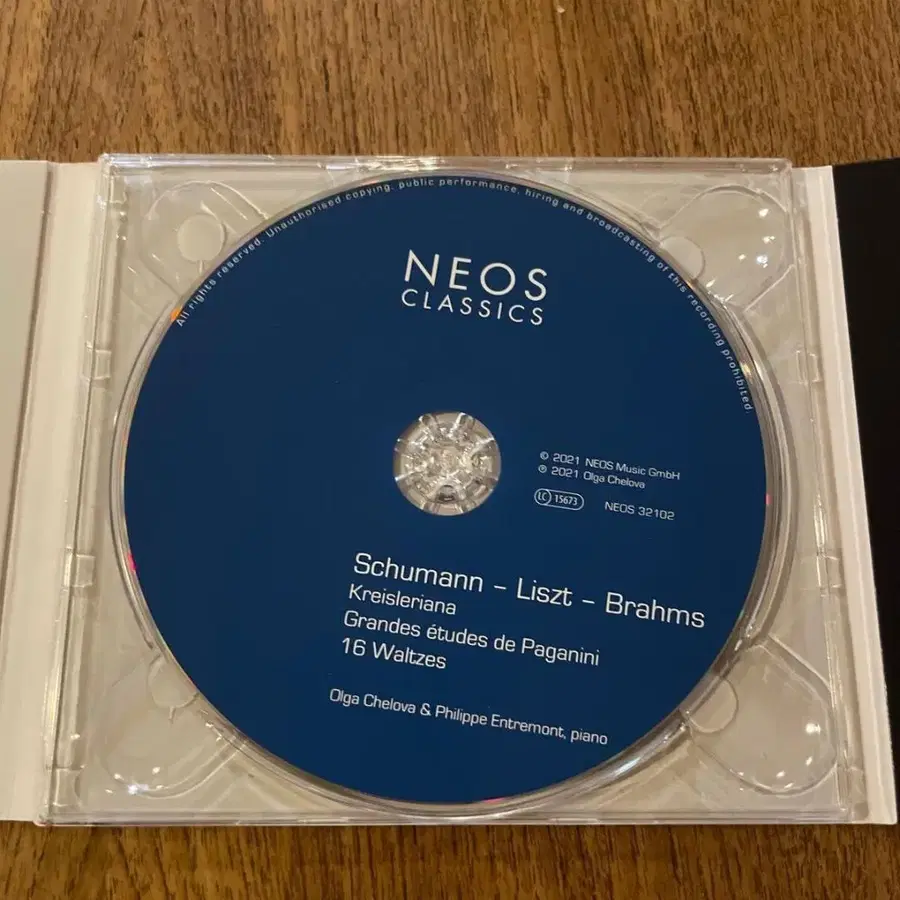 All rights reserved. Unauthorised copying, public performance, hiring and broadcasting of this recording prohibited.
NEOS
CLASSICS
© 2021 NEOS Music GmbH
℗ 2021 Olga Chelova
LC 15673
NEOS 32102
Schumann – Liszt – Brahms
Kreisleriana
Grandes études de Paganini
16 Waltzes
Olga Chelova & Philippe Entremont, piano